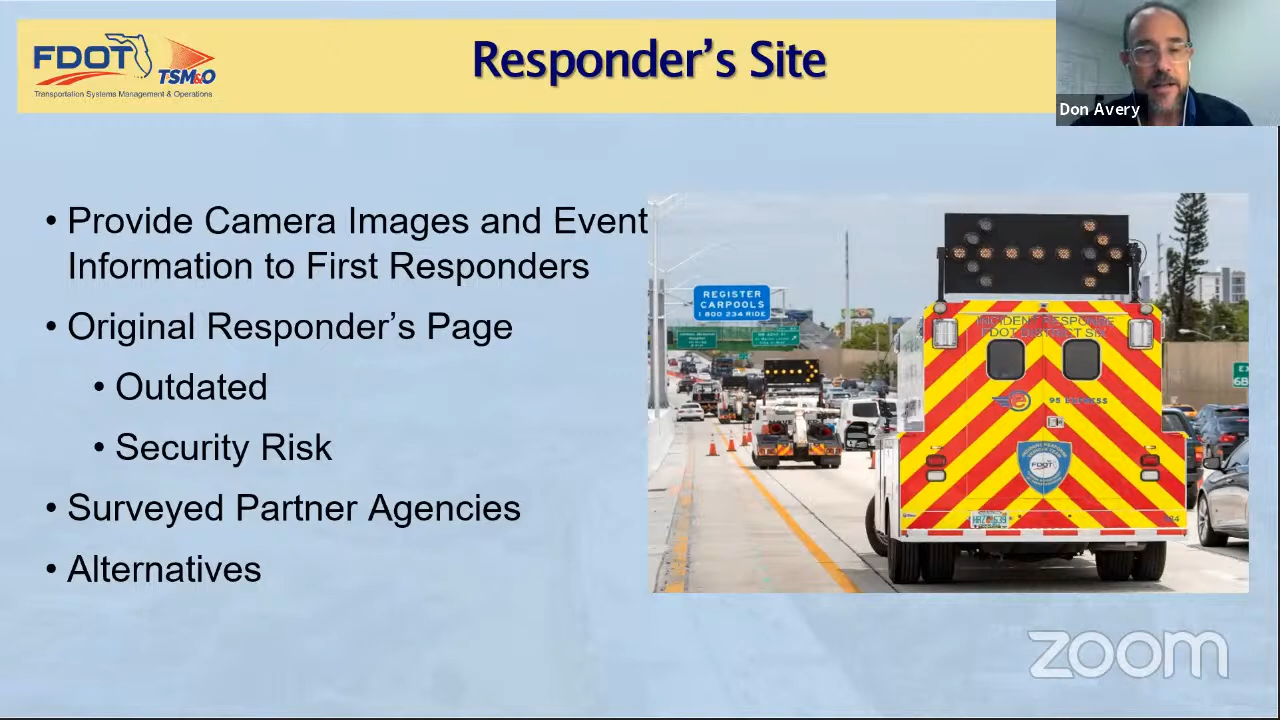 FDOT
TSM&O
Transportation Systems Management & Operations
Responder’s Site
Don Avery
• Provide Camera Images and Event
Information to First Responders
• Original Responder’s Page
• Outdated
• Security Risk
• Surveyed Partner Agencies
• Alternatives
REGISTER
CARPOOLS
1 800 234 RIDE
INCIDENT RESPONSE
FDOT DISTRICT SIX
95 EXPRESS
FDOT
zoom